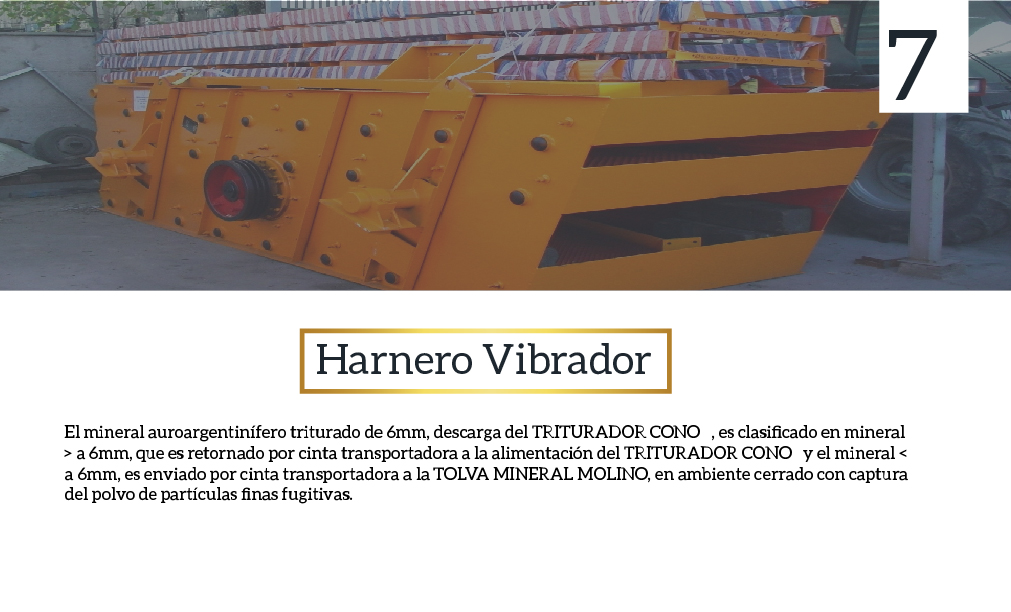 7
Harnero Vibrador
El mineral auroargentinífero triturado de 6mm, descarga del TRITURADOR CONO , es clasificado en mineral
> a 6mm, que es retornado por cinta transportadora a la alimentación del TRITURADOR CONO y el mineral <
a 6mm, es enviado por cinta transportadora a la TOLVA MINERAL MOLINO, en ambiente cerrado con captura
del polvo de partículas finas fugitivas.